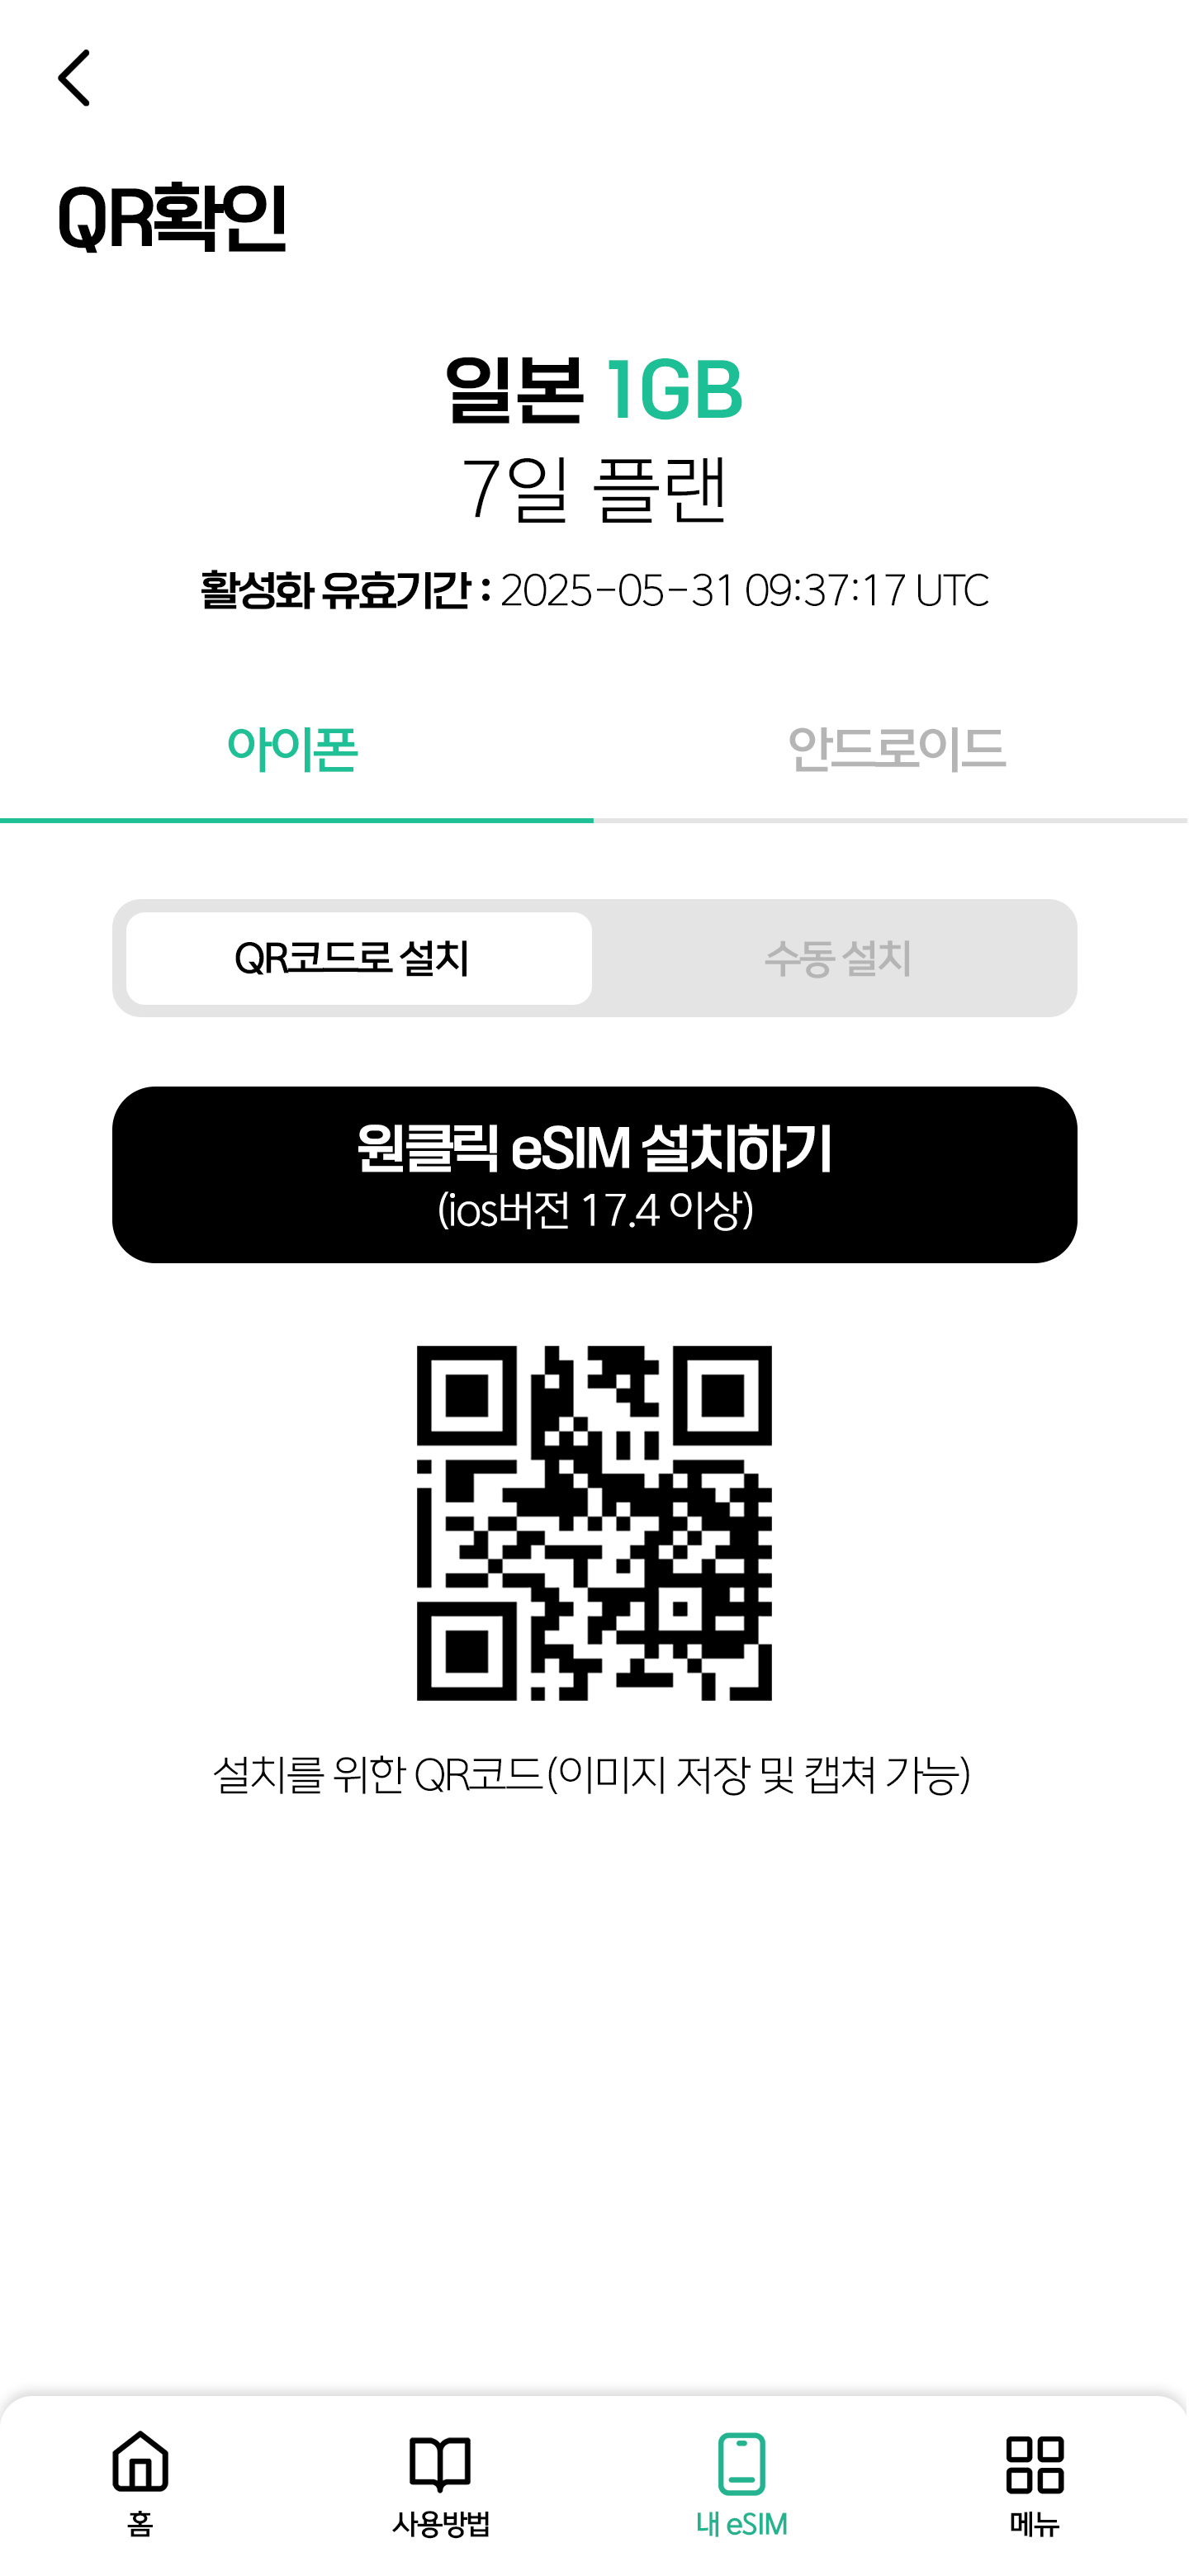 QR확인
일본 1GB
7일 플랜
활성화 유효기간 : 2025-05-31 09:37:17 UTC
아이폰 안드로이드
QR코드로 설치 수동 설치
원클릭 eSIM 설치하기
(ios버전 17.4 이상)
설치를 위한 QR코드(이미지 저장 및 캡쳐 가능)
홈 사용방법 내 eSIM 메뉴